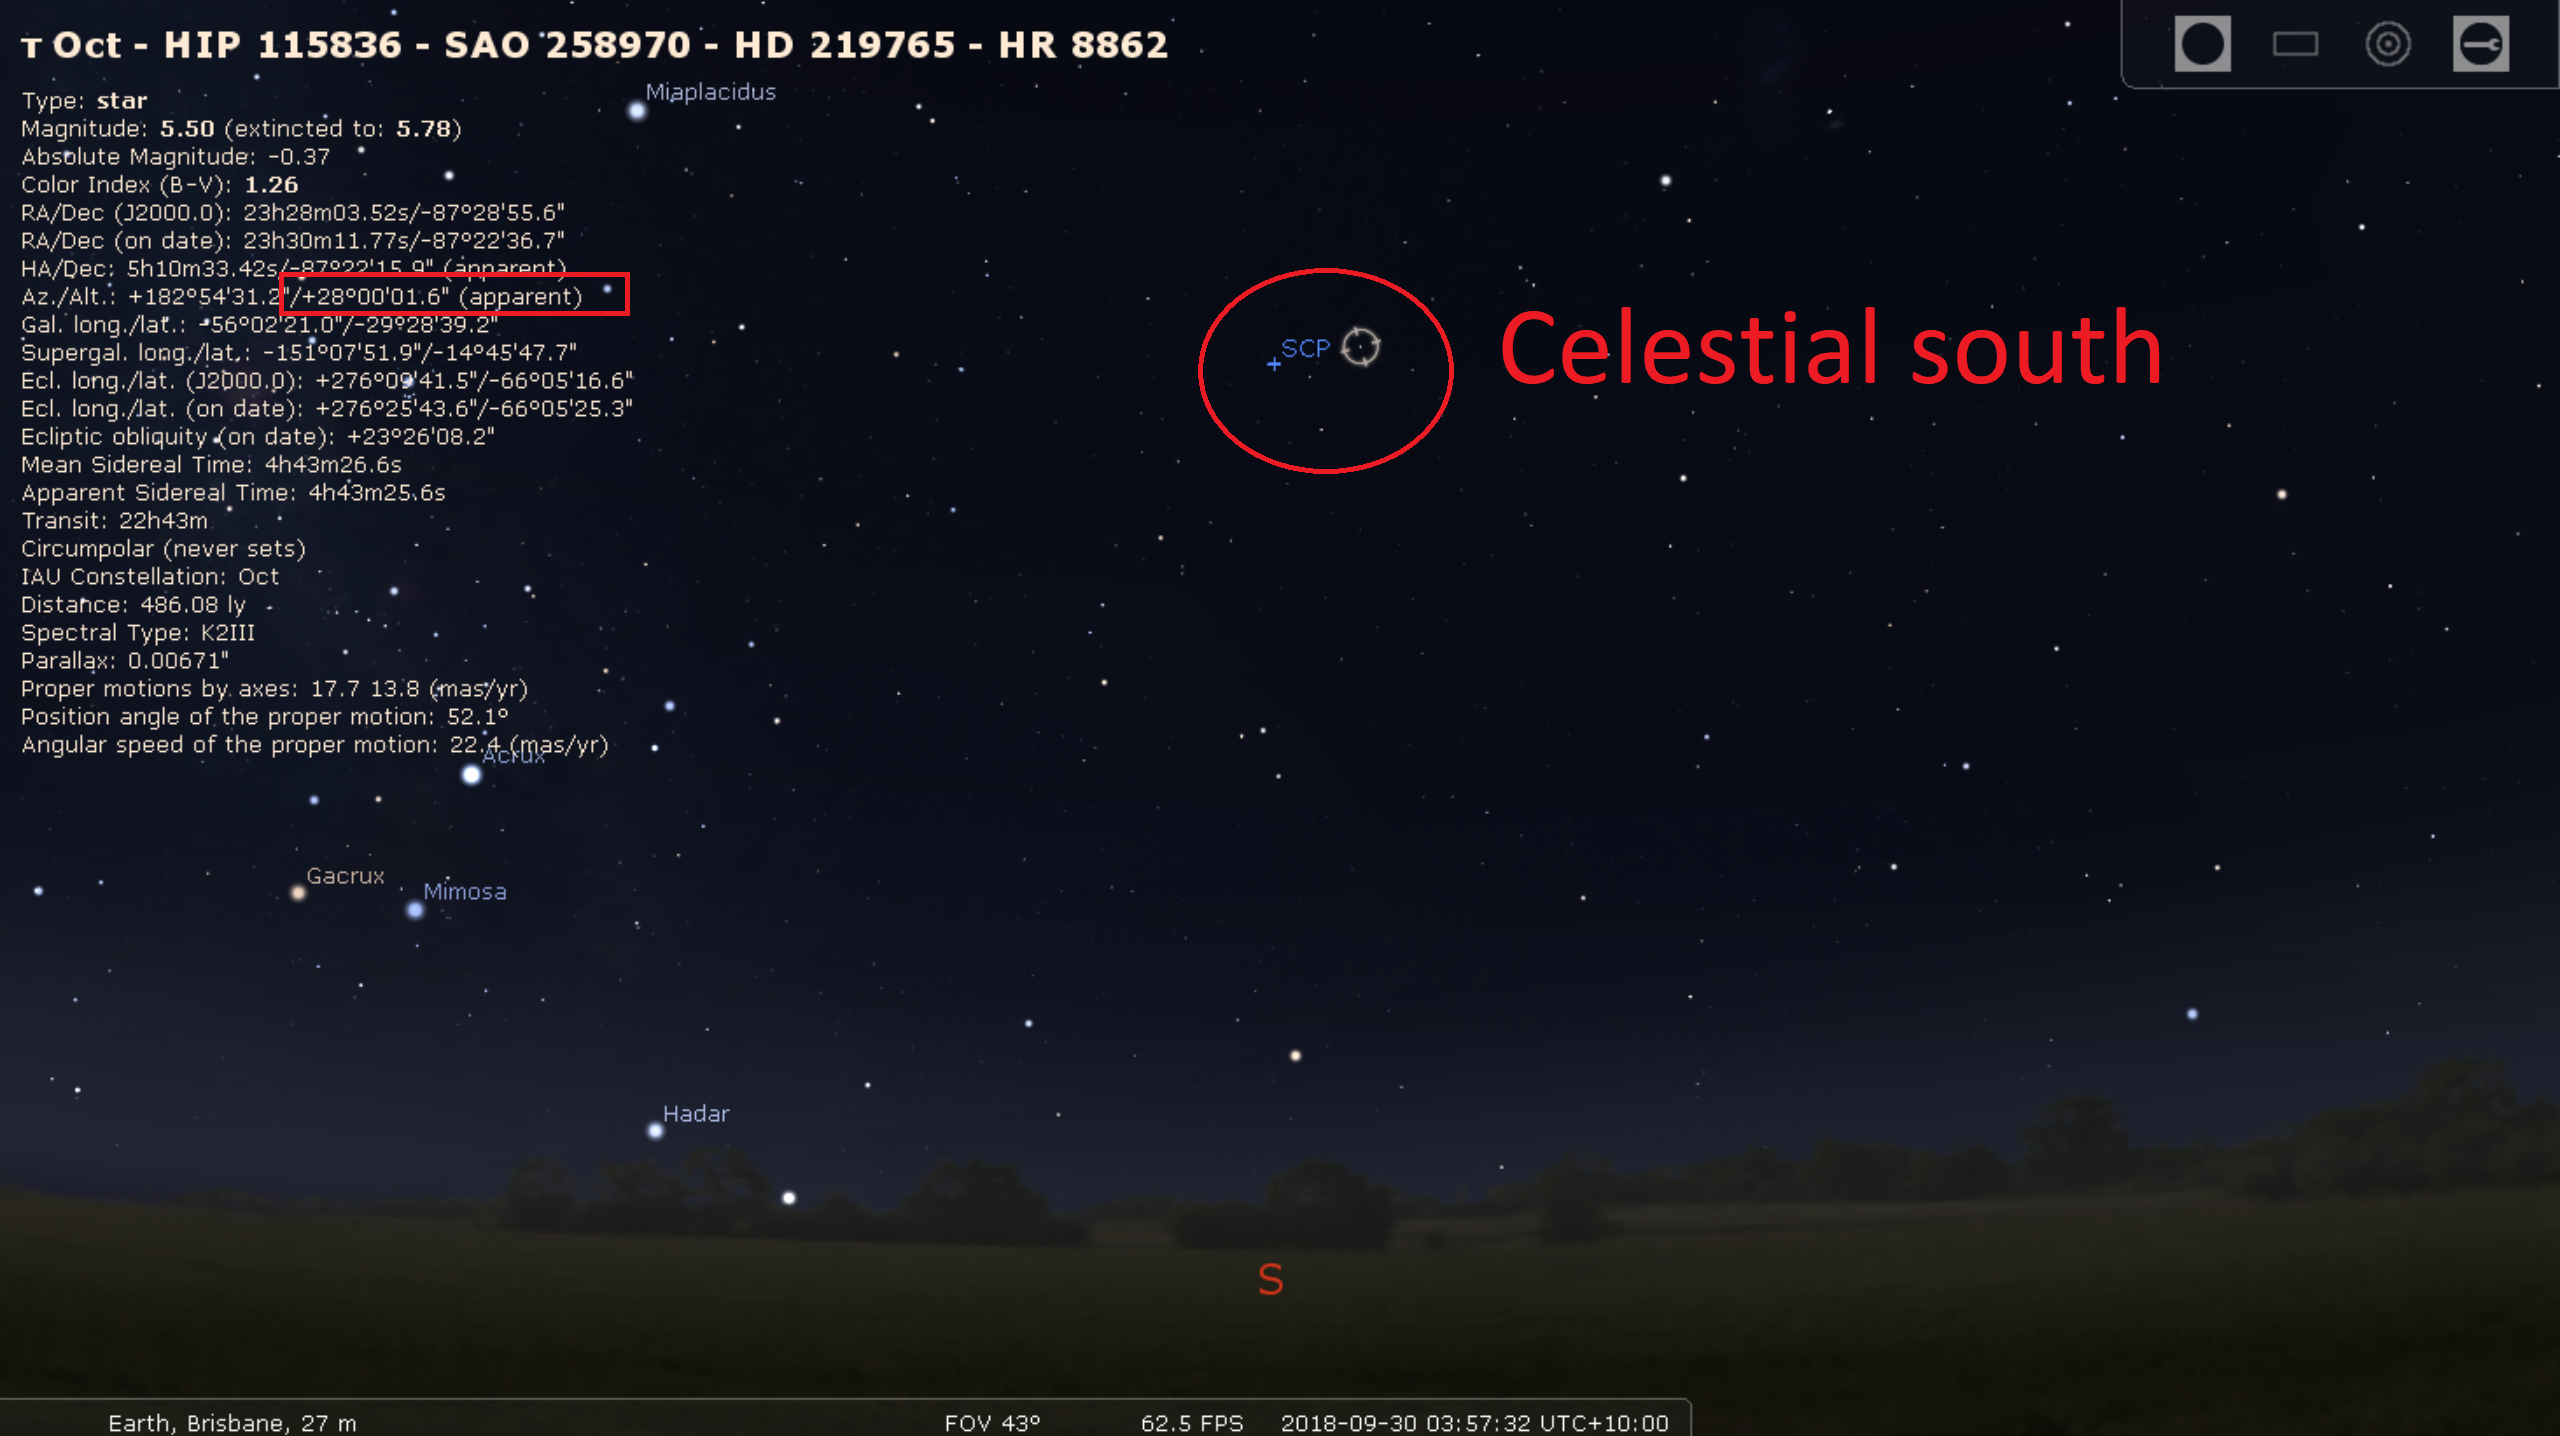 τ Oct - HIP 115836 - SAO 258970 - HD 219765 - HR 8862
Type: star
Magnitude: 5.50 (extincted to: 5.78)
Absolute Magnitude: -0.37
Color Index (B-V): 1.26
RA/Dec (J2000.0): 23h28m03.52s/-87°28'55.6"
RA/Dec (on date): 23h30m11.77s/-87°22'36.7"
HA/Dec: 5h10m33.42s/-87°22'15.9" (apparent)
Az./Alt.: +182°54'31.2"/+28°00'01.6" (apparent)
Gal. long./lat.: -56°02'21.0"/-29°28'39.2"
Supergal. long./lat.: -151°07'51.9"/-14°45'47.7"
Ecl. long./lat. (J2000.0): +276°09'41.5"/-66°05'16.6"
Ecl. long./lat. (on date): +276°25'43.6"/-66°05'25.3"
Ecliptic obliquity (on date): +23°26'08.2"
Mean Sidereal Time: 4h43m26.6s
Apparent Sidereal Time: 4h43m25.6s
Transit: 22h43m
Circumpolar (never sets)
IAU Constellation: Oct
Distance: 486.08 ly
Spectral Type: K2III
Parallax: 0.00671"
Proper motions by axes: 17.7 13.8 (mas/yr)
Position angle of the proper motion: 52.1°
Angular speed of the proper motion: 22.4 (mas/yr)
Miaplacidus
SCP
Celestial south
Acrux
Gacrux
Mimosa
Hadar
S
Earth, Brisbane, 27 m
FOV 43°
62.5 FPS
2018-09-30 03:57:32 UTC+10:00